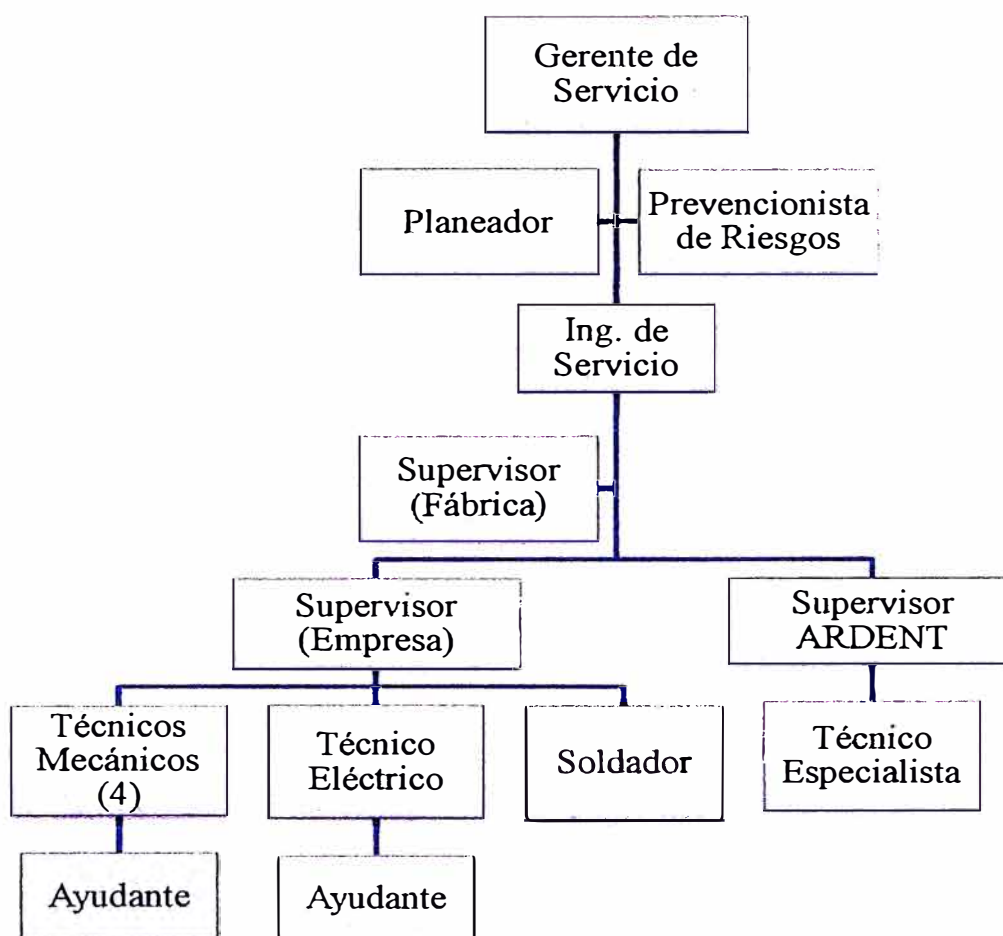 Gerente de
Servicio
Planeador
Prevencionista
de Riesgos
Ing. de
Servicio
Supervisor
(Fábrica)
Supervisor
(Empresa)
Supervisor
ARDENT
Técnicos
Mecánicos
(4)
Técnico
Eléctrico
Soldador
Técnico
Especialista
Ayudante
Ayudante